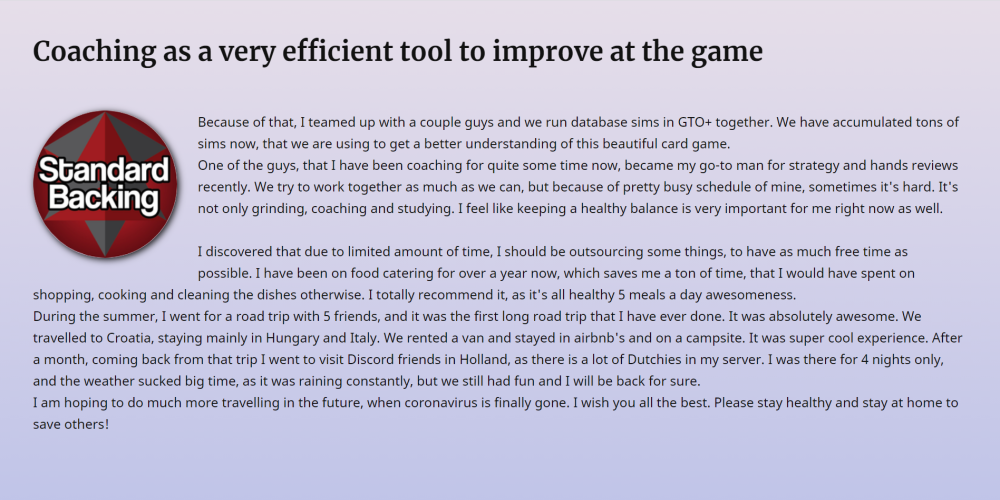 Coaching as a very efficient tool to improve at the game
Standard
Backing
Because of that, I teamed up with a couple guys and we run database sims in GTO+ together. We have accumulated tons of
sims now, that we are using to get a better understanding of this beautiful card game.
One of the guys, that I have been coaching for quite some time now, became my go-to man for strategy and hands reviews
recently. We try to work together as much as we can, but because of pretty busy schedule of mine, sometimes it's hard. It's
not only grinding, coaching and studying. I feel like keeping a healthy balance is very important for me right now as well.
I discovered that due to limited amount of time, I should be outsourcing some things, to have as much free time as
possible. I have been on food catering for over a year now, which saves me a ton of time, that I would have spent on
shopping, cooking and cleaning the dishes otherwise. I totally recommend it, as it's all healthy 5 meals a day awesomeness.
During the summer, I went for a road trip with 5 friends, and it was the first long road trip that I have ever done. It was absolutely awesome. We
travelled to Croatia, staying mainly in Hungary and Italy. We rented a van and stayed in airbnb's and on a campsite. It was super cool experience. After
a month, coming back from that trip I went to visit Discord friends in Holland, as there is a lot of Dutchies in my server. I was there for 4 nights only,
and the weather sucked big time, as it was raining constantly, but we still had fun and I will be back for sure.
I am hoping to do much more travelling in the future, when coronavirus is finally gone. I wish you all the best. Please stay healthy and stay at home to
save others!